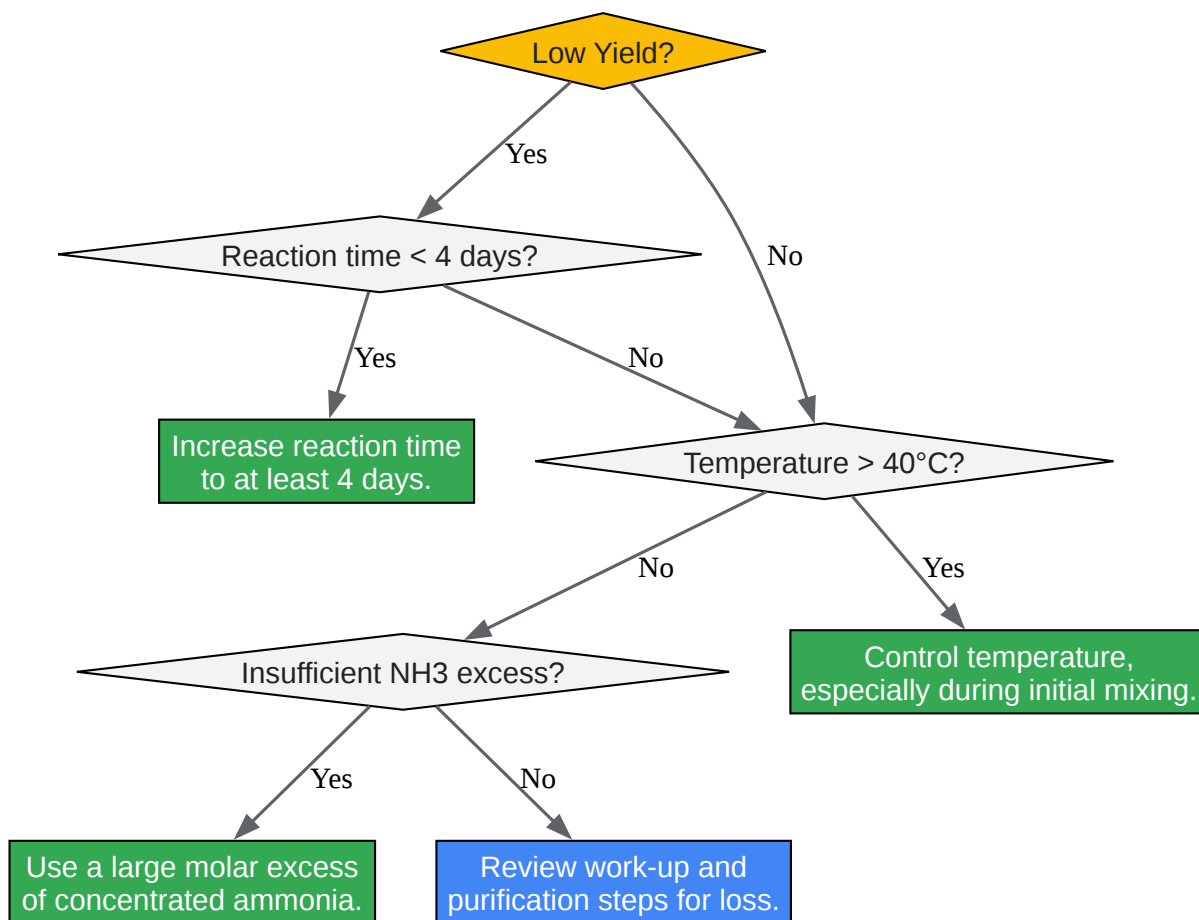 Low Yield?
Yes
No
Reaction time < 4 days?
Yes
No
Increase reaction time
to at least 4 days.
Temperature > 40°C?
No
Yes
Insufficient NH3 excess?
Control temperature,
especially during initial mixing.
Yes
No
Use a large molar excess
of concentrated ammonia.
Review work-up and
purification steps for loss.